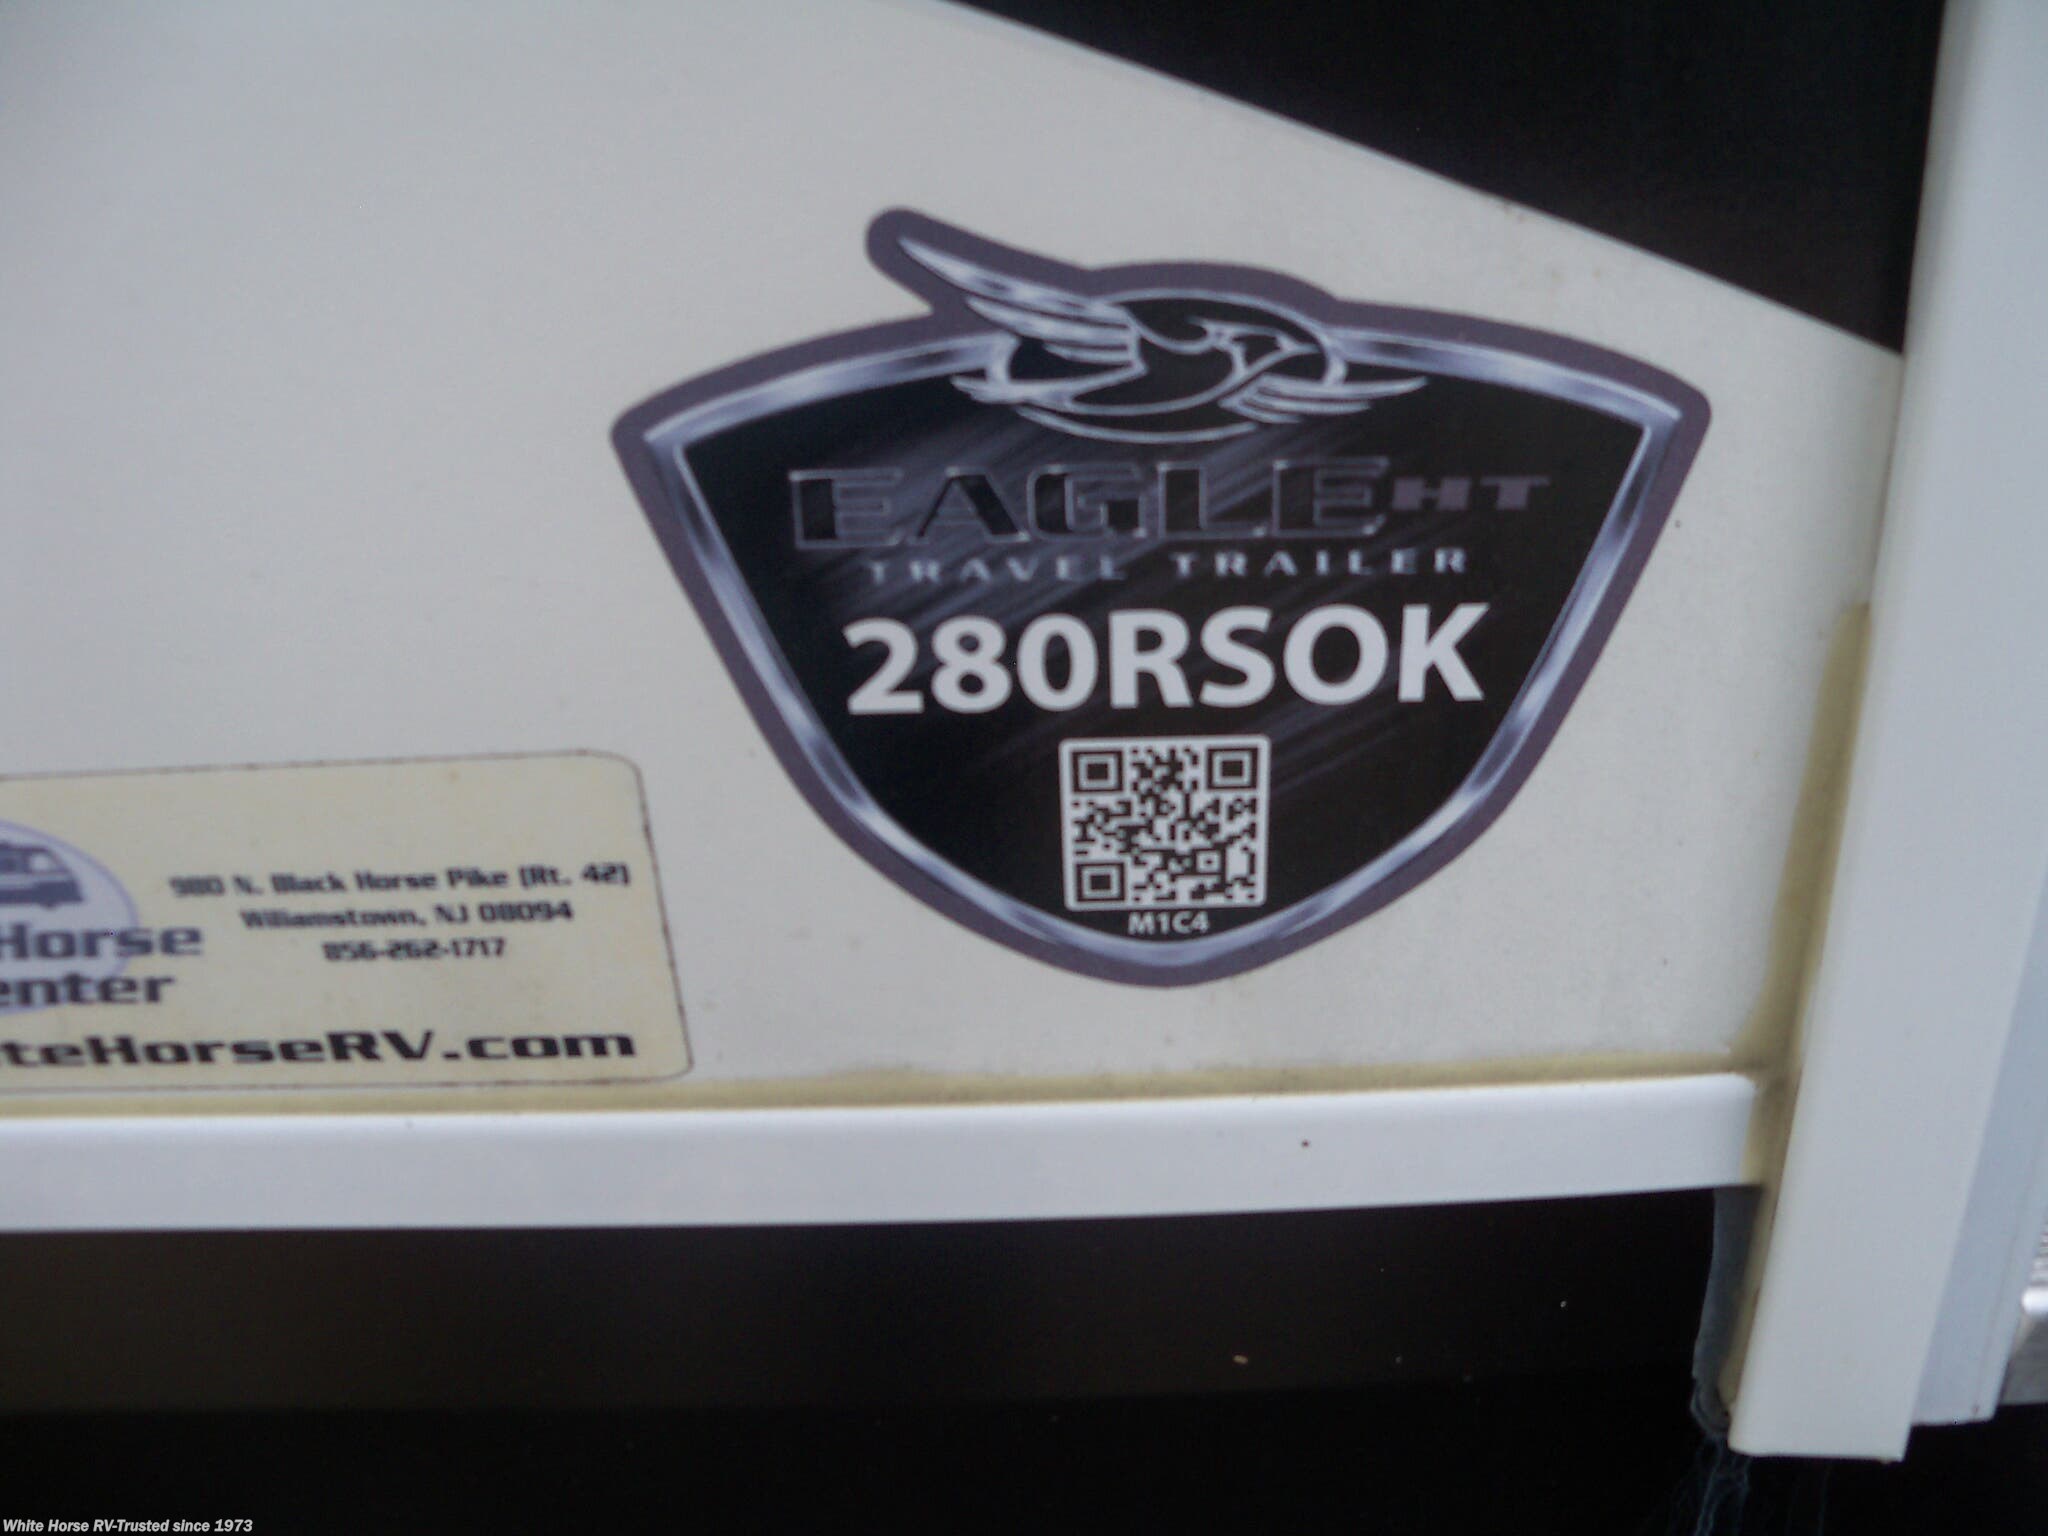 EAGLE HT
TRAVEL TRAILER
280RSOK
M1C4
980 N. Black Horse Pike (Rt. 42)
Williamstown, NJ 08094
856-262-1717
Horse
enter
teHorseRV.com
White Horse RV-Trusted since 1973